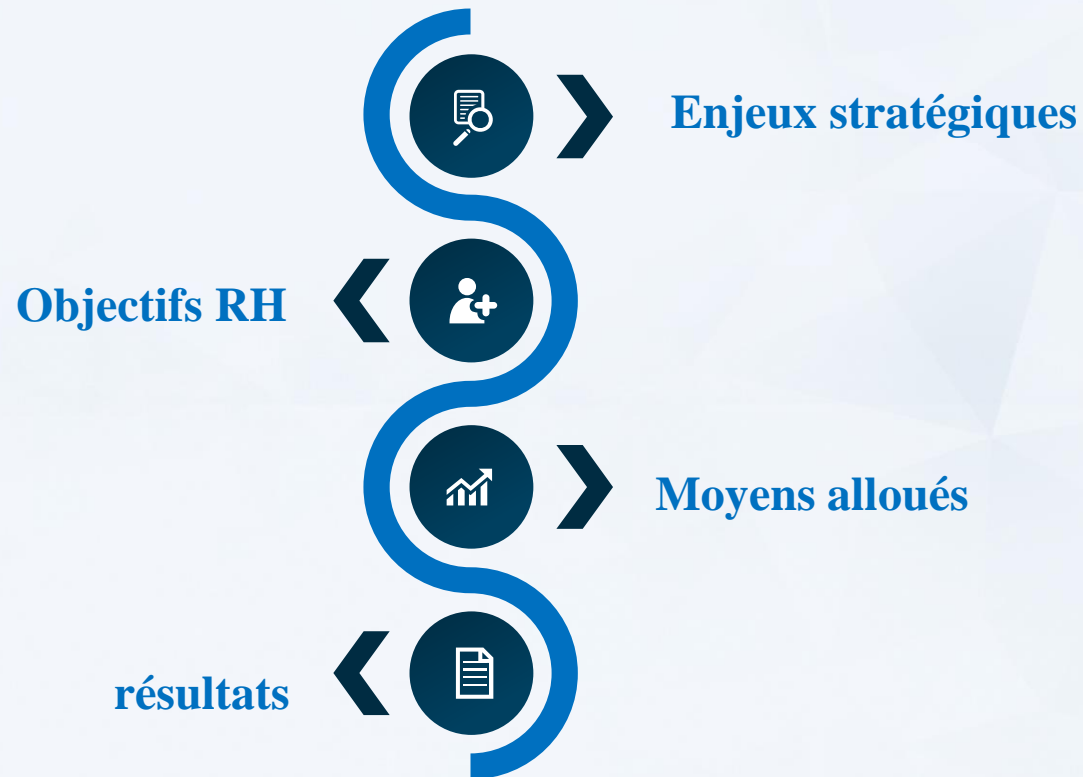 Enjeux stratégiques
Objectifs RH
Moyens alloués
résultats